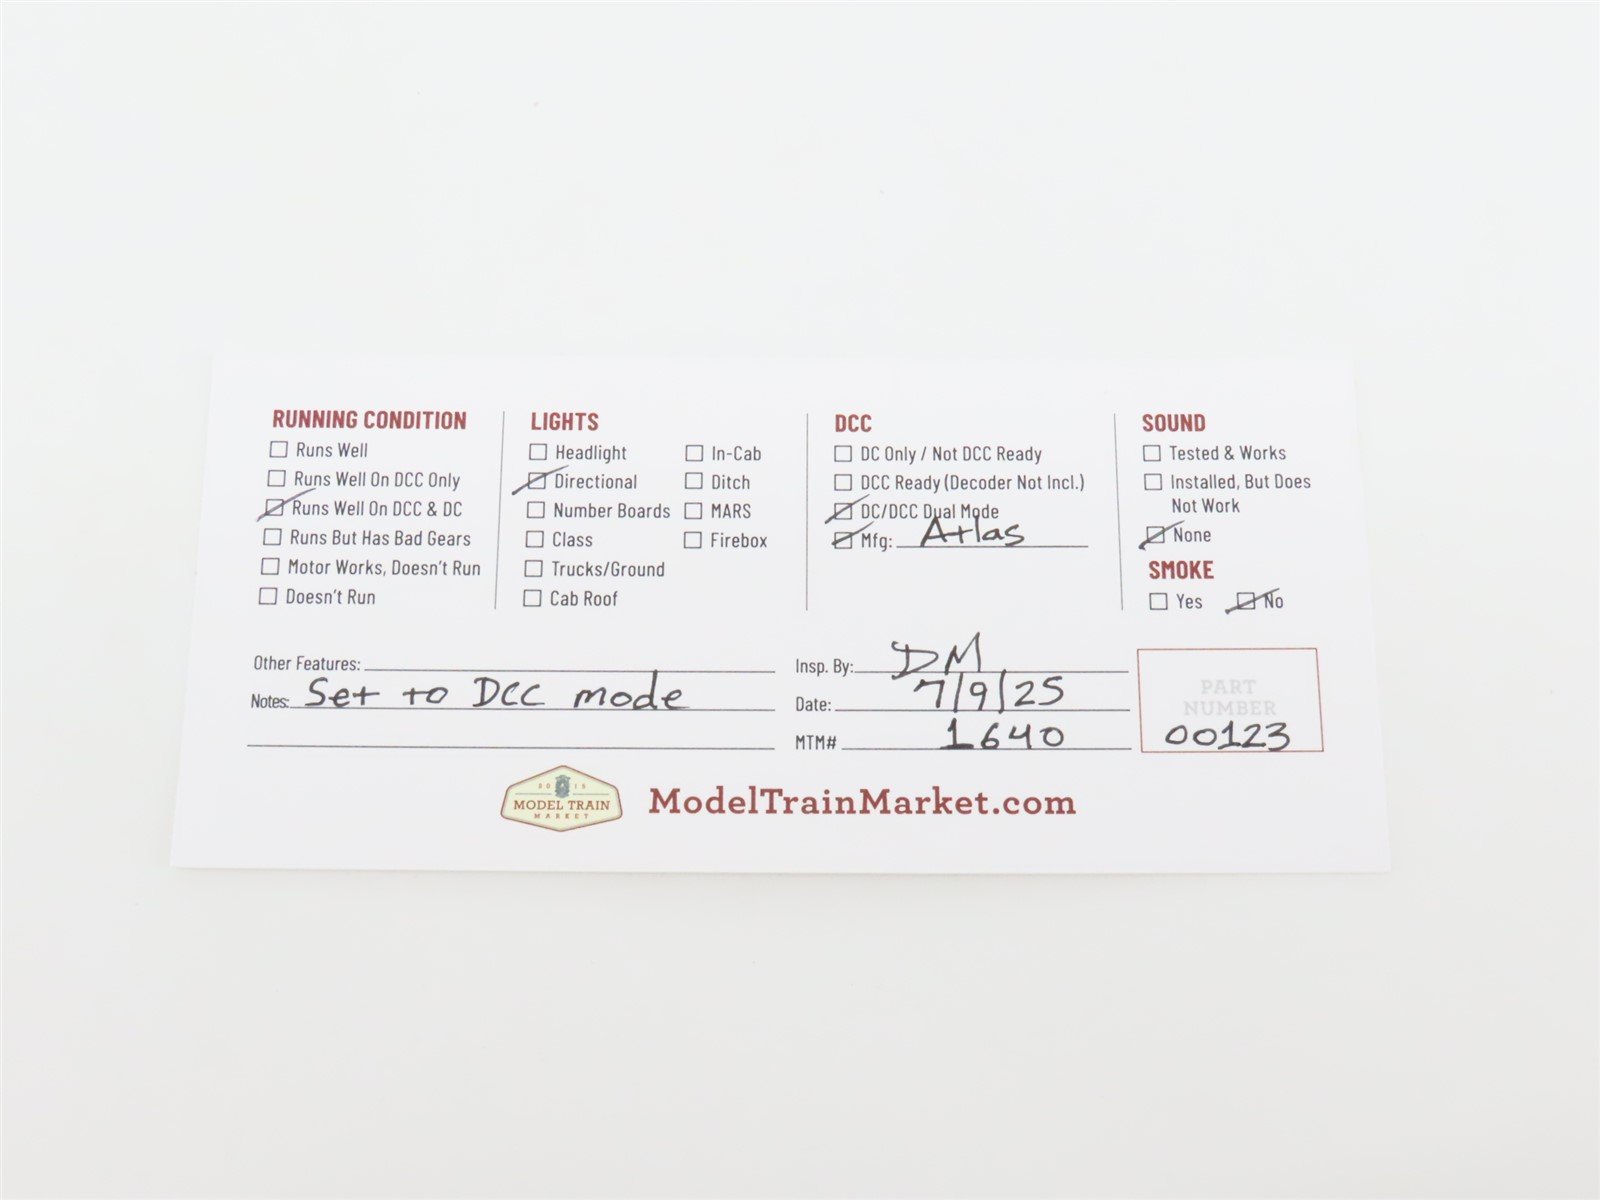 RUNNING CONDITION
Runs Well
Runs Well On DCC Only
Runs Well On DCC & DC
Runs But Has Bad Gears
Motor Works, Doesn't Run
Doesn't Run
LIGHTS
Headlight
Directional
Number Boards
Class
Trucks/Ground
Cab Roof
In-Cab
Ditch
MARS
Firebox
DCC
DC Only / Not DCC Ready
DCC Ready (Decoder Not Incl.)
DC/DCC Dual Mode
Mfg: Atlas
SOUND
Tested & Works
Installed, But Does
Not Work
None
SMOKE
Yes No
Other Features:
Notes: Set to DCC mode
Insp. By: DM
Date: 7/9/25
MTM# 1640
PART
NUMBER
00123
2015
MODEL TRAIN
MARKET
ModelTrainMarket.com